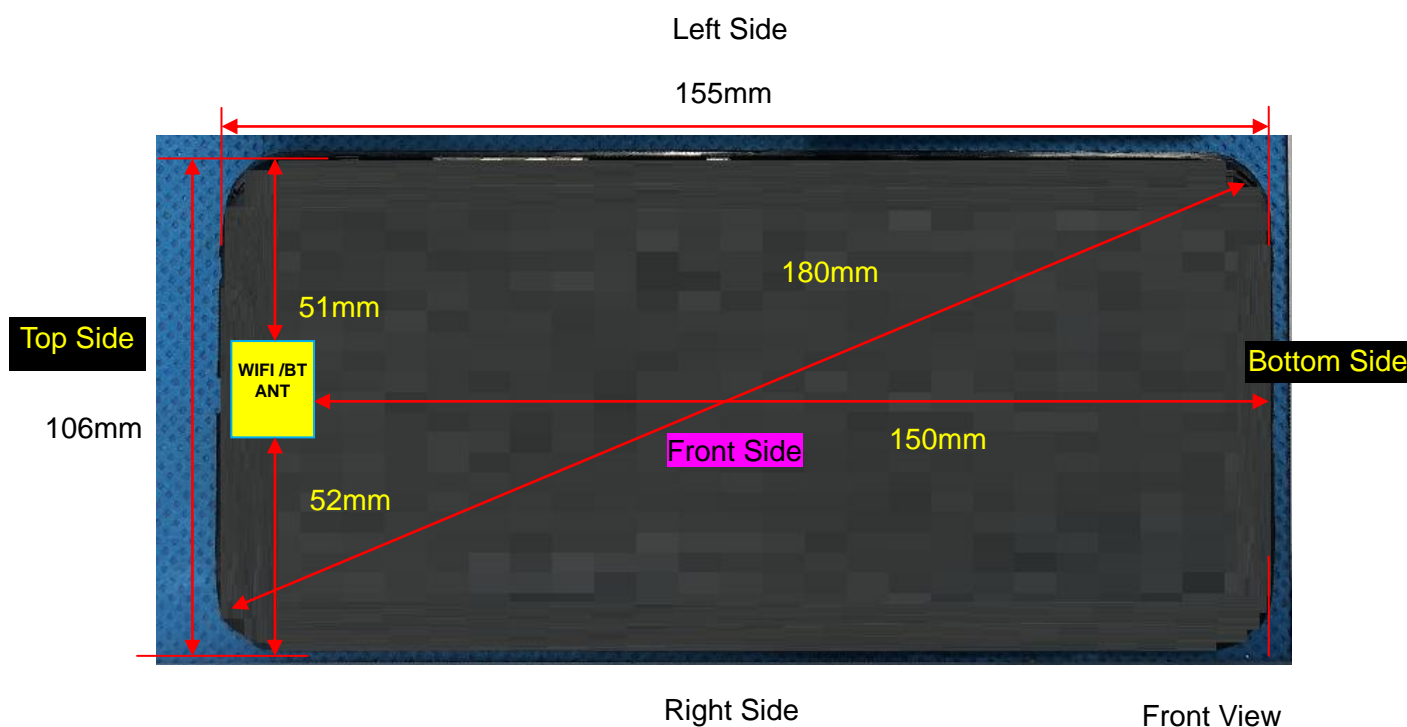 Left Side
155mm
180mm
51mm
Top Side
WIFI /BT
ANT
Bottom Side
106mm
150mm
Front Side
52mm
Right Side
Front View